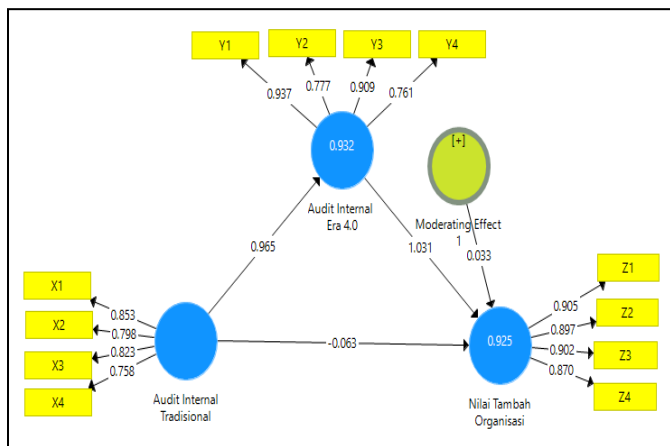 Y1
Y2
Y3
Y4
0.937
0.777
0.909
0.761
0.932
[+]
Audit Internal
Era 4.0
Moderating Effect
1
0.965
1.031
0.033
X1
X2
X3
X4
0.853
0.798
0.823
0.758
-0.063
Z1
Z2
Z3
Z4
0.905
0.897
0.902
0.870
0.925
Audit Internal
Tradisional
Nilai Tambah
Organisasi